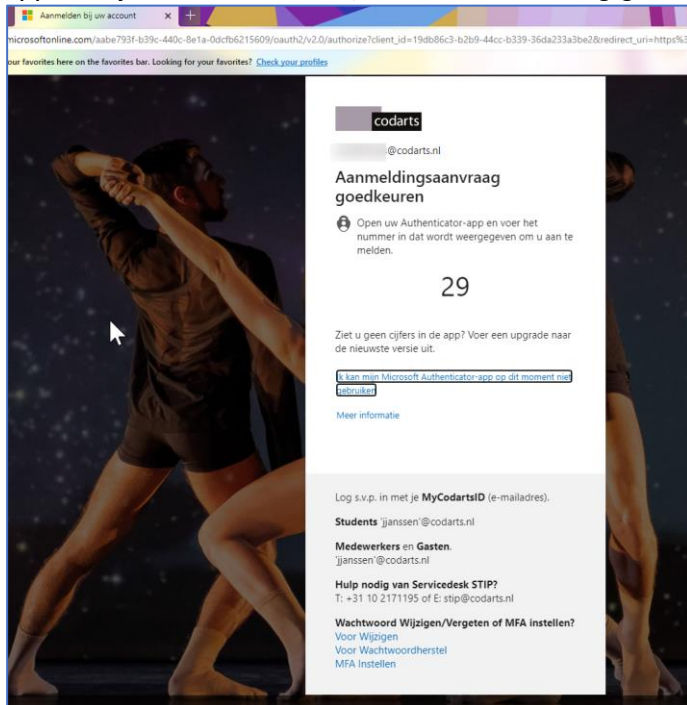 Aanmelden bij uw account
microsoftonline.com/aabe793f-b39c-440c-8e1a-0dcfb6215609/oauth2/v2.0/authorize?client_id=19db86c3-b2b9-44cc-b339-36da233a3be2&redirect_uri=https%3
our favorites here on the favorites bar. Looking for your favorites? Check your profiles
codarts
@codarts.nl
Aanmeldingsaanvraag
goedkeuren
Open uw Authenticator-app en voer het
nummer in dat wordt weergegeven om u aan te
melden.
29
Ziet u geen cijfers in de app? Voer een upgrade naar
de nieuwste versie uit.
Ik kan mijn Microsoft Authenticator-app op dit moment niet
gebruiken
Meer informatie
Log s.v.p. in met je MyCodartsID (e-mailadres).
Students 'jjanssen'@codarts.nl
Medewerkers en Gasten.
'jjanssen'@codarts.nl
Hulp nodig van Servicedesk STIP?
T: +31 10 2171195 of E: stip@codarts.nl
Wachtwoord Wijzigen/Vergeten of MFA instellen?
Voor Wijzigen
Voor Wachtwoordherstel
MFA Instellen